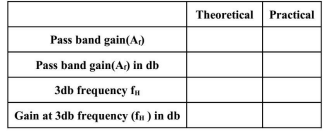 Theoretical Practical
Pass band gain(Af)
Pass band gain(Af) in db
3db frequency fH
Gain at 3db frequency (fH ) in db